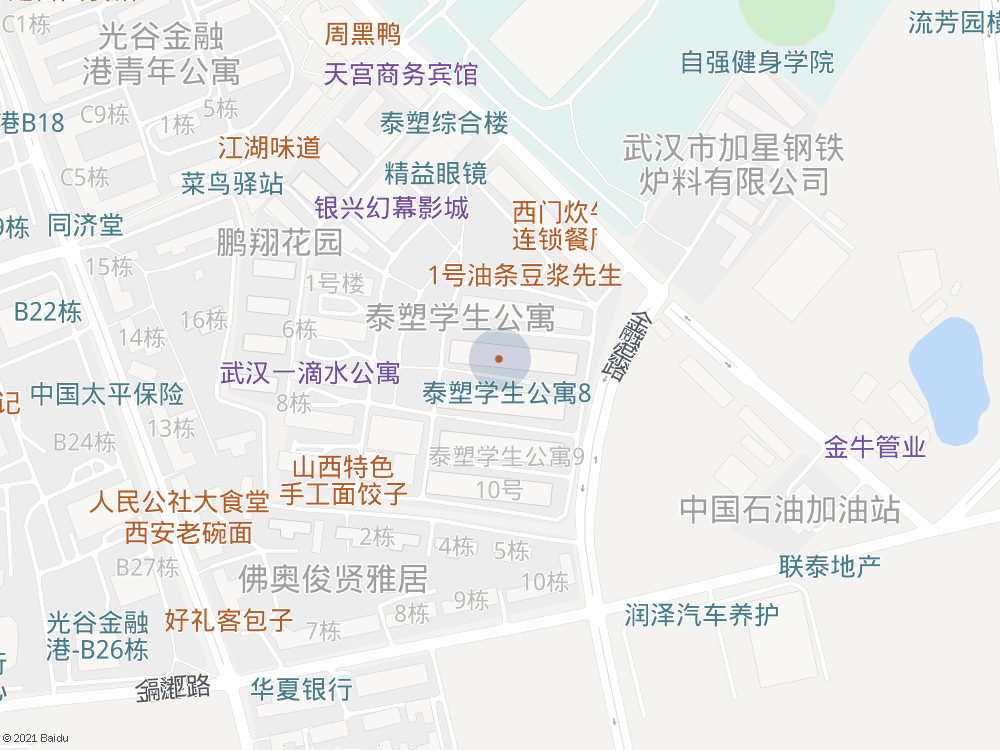 C1栋
光谷金融
港青年公寓
周黑鸭
天宫商务宾馆
流芳园横
自强健身学院
C9栋
5栋
1栋
港B18
泰塑综合楼
江湖味道
武汉市加星钢铁
炉料有限公司
C5栋
菜鸟驿站
精益眼镜
银兴幻幕影城
西门炊牛
连锁餐厅
9栋
同济堂
鹏翔花园
15栋
1号楼
1号油条豆浆先生
B22栋
16栋
14栋
6栋
泰塑学生公寓
金融港路
武汉一滴水公寓
泰塑学生公寓8
中国太平保险
记
8栋
13栋
B24栋
泰塑学生公寓9
金牛管业
山西特色
手工面饺子
10号
人民公社大食堂
西安老碗面
中国石油加油站
2栋
4栋
5栋
B27栋
佛奥俊贤雅居
10栋
联泰地产
9栋
8栋
光谷金融
港-B26栋
好礼客包子
7栋
润泽汽车养护
行
心
华夏银行
© 2021 Baidu